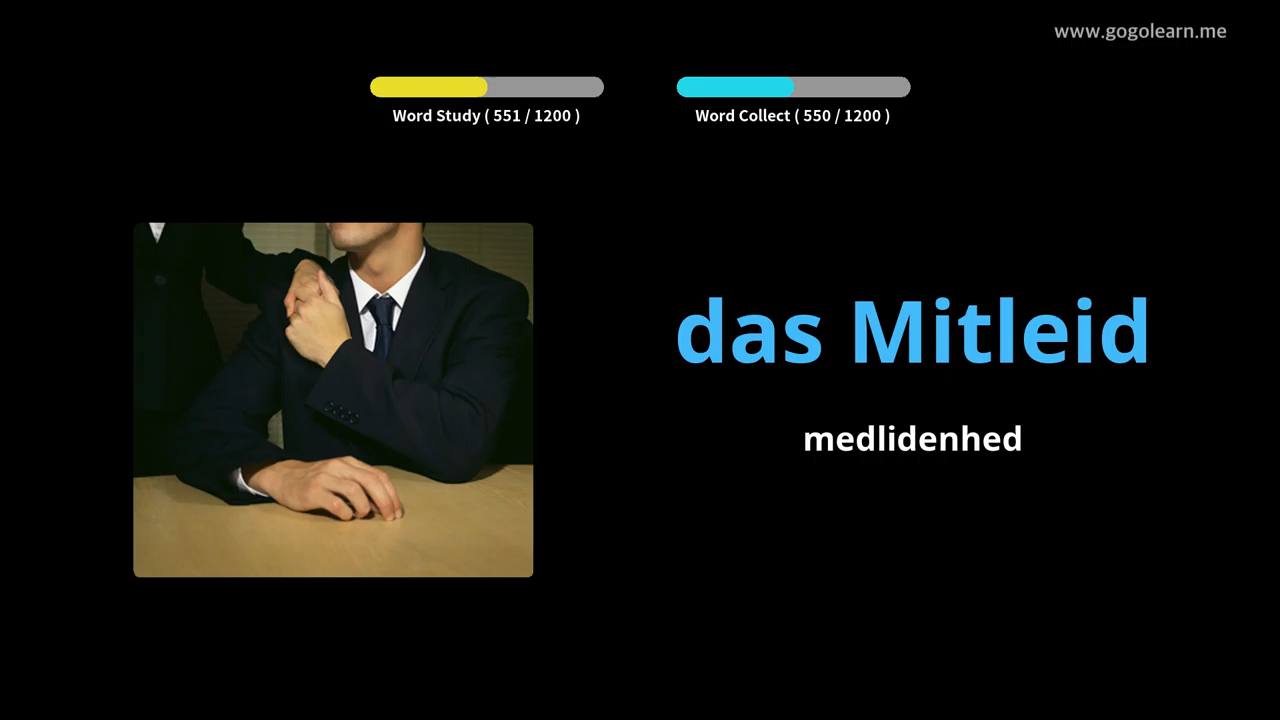 www.gogolearn.me
Word Study ( 551 / 1200 )
Word Collect ( 550 / 1200 )
das Mitleid
medlidenhed